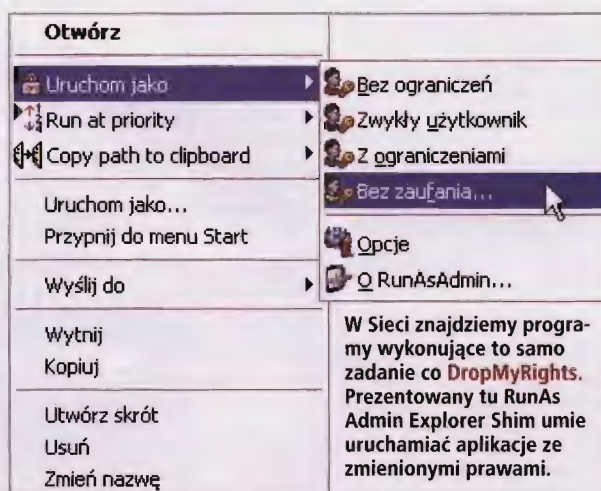 Otwórz
Uruchom jako
Run at priority
Copy path to clipboard
Uruchom jako...
Przypnij do menu Start
Wyślij do
Wytnij
Kopiuj
Utwórz skrót
Usuń
Zmień nazwę
Bez ograniczeń
Zwykły użytkownik
Z ograniczeniami
Bez zaufania...
Opcje
O RunAsAdmin...
W Sieci znajdziemy progra-
my wykonujące to samo
zadanie co DropMyRights.
Prezentowany tu RunAs
Admin Explorer Shim umie
uruchamiać aplikacje ze
zmienionymi prawami.